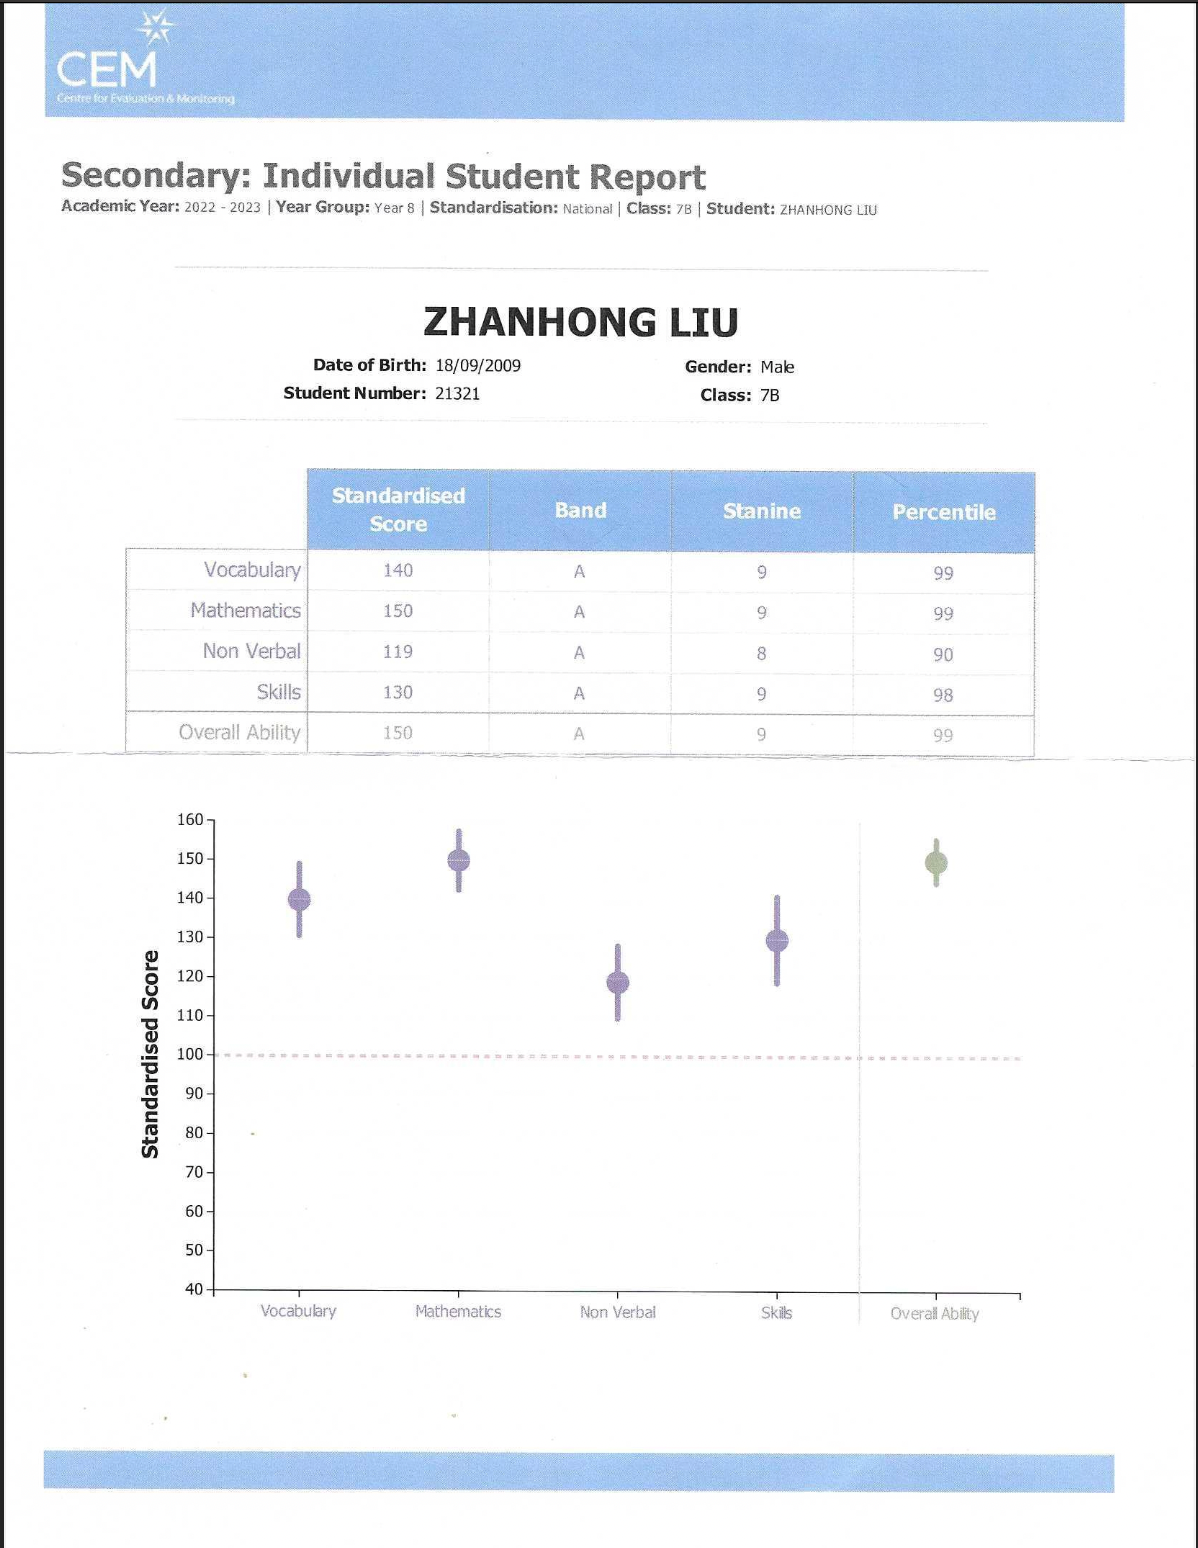 CEM
Centre for Evaluation & Monitoring
Secondary: Individual Student Report
Academic Year: 2022 - 2023 | Year Group: Year 8 | Standardisation: National | Class: 7B | Student: ZHANHONG LIU
ZHANHONG LIU
Date of Birth: 18/09/2009 Gender: Male
Student Number: 21321 Class: 7B
Standardised Score Band Stanine Percentile
Vocabulary 140 A 9 99
Mathematics 150 A 9 99
Non Verbal 119 A 8 90
Skills 130 A 9 98
Overall Ability 150 A 9 99
Standardised Score
160
150
140
130
120
110
100
90
80
70
60
50
40
Vocabulary Mathematics Non Verbal Skills Overall Ability